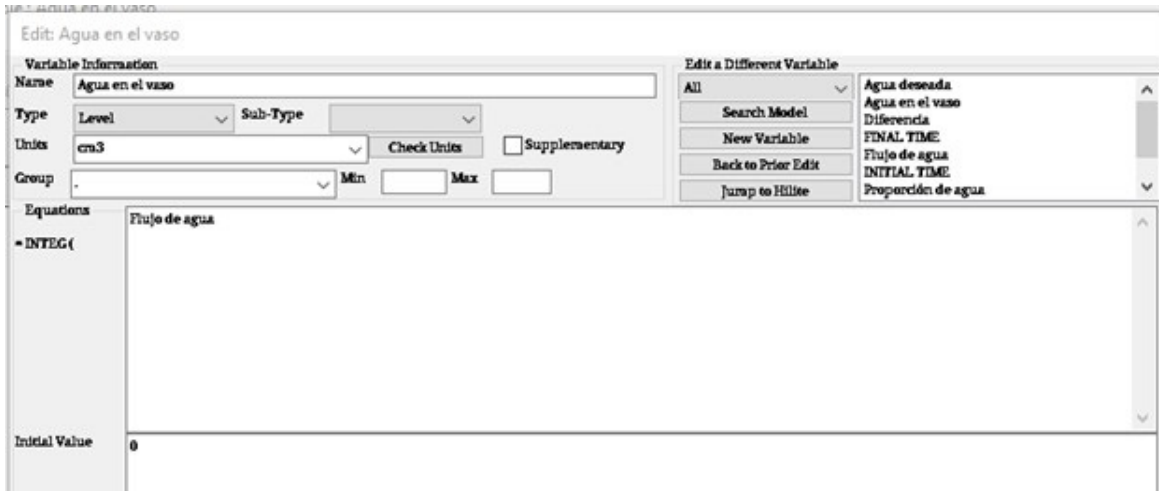 Edit: Agua en el vaso
Variable Information
Name Agua en el vaso
Type Level Sub-Type
Units cm3 Check Units Supplementary
Group . Min Max
Edit a Different Variable
All
Search Model
New Variable
Back to Prior Edit
Jump to Hilite
Agua deseada
Agua en el vaso
Diferencia
FINAL TIME
Flujo de agua
INITIAL TIME
Proporción de agua
Equations
= INTEG (
Flujo de agua
Initial Value
0